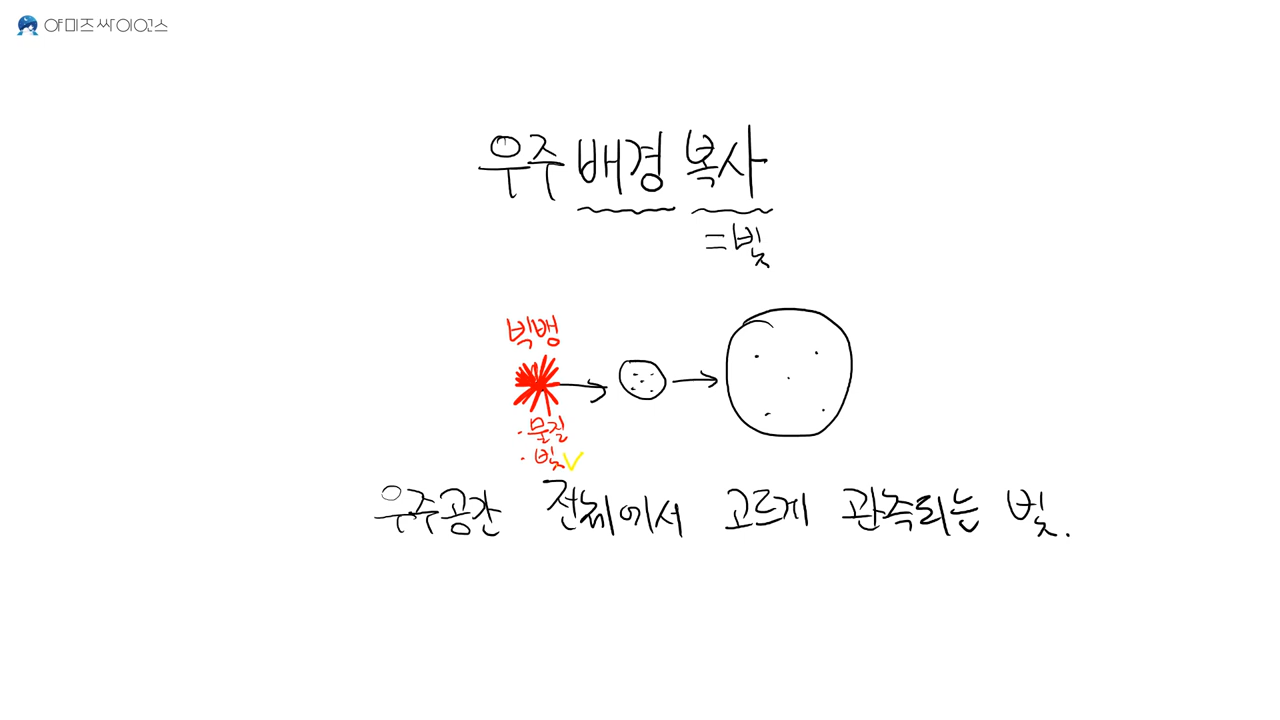 야미즈 싸이언스
우주 배경 복사
= 빛
빅뱅
· 물질
· 빛
우주공간 전체에서 고르게 관측되는 빛.